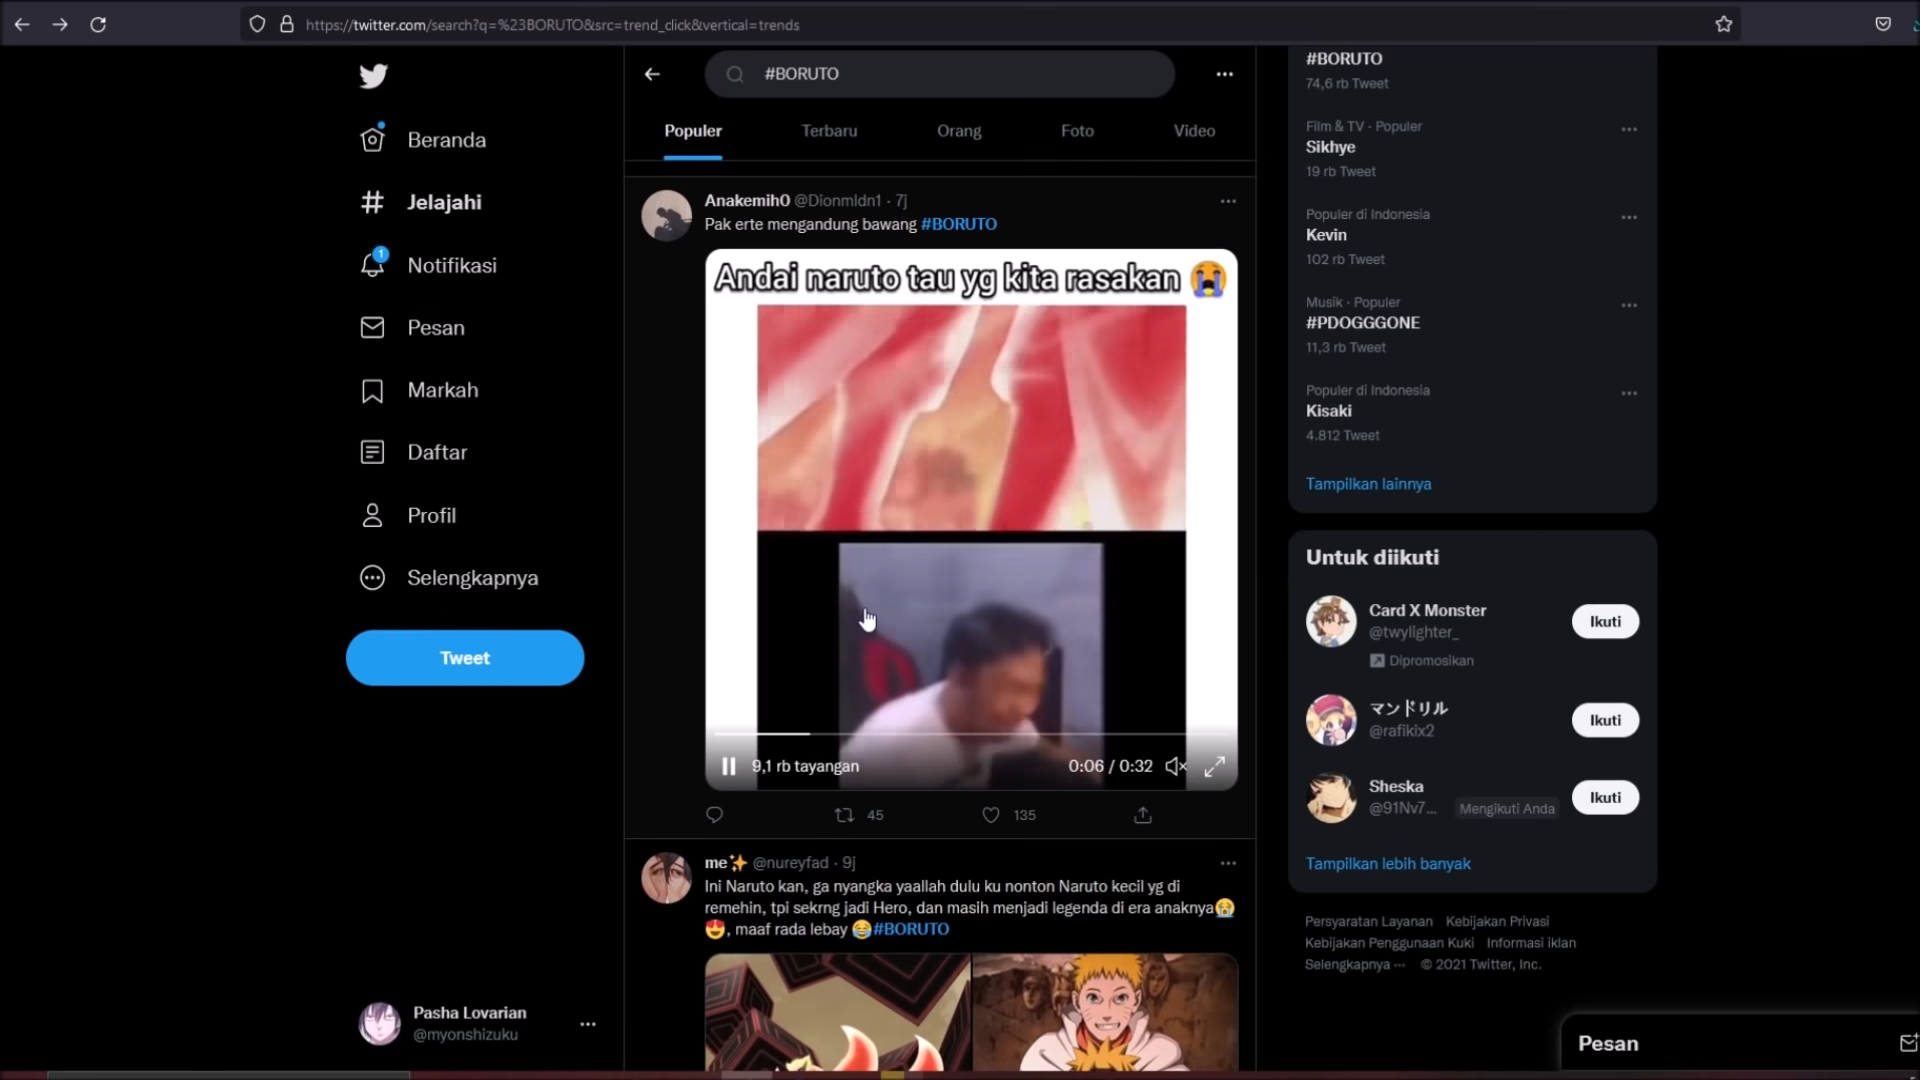 https://twitter.com/search?q=%23BORUTO&src=trend_click&vertical=trends
Beranda
Jelajahi
1
Notifikasi
Pesan
Markah
Daftar
Profil
Selengkapnya
Tweet
Pasha Lovarian
@myonshizuku
#BORUTO
Populer
Terbaru
Orang
Foto
Video
AnakemihO @Dionmldn1 · 7j
Pak erte mengandung bawang #BORUTO
Andai naruto tau yg kita rasakan 😭
9,1 rb tayangan
0:06 / 0:32
45
135
me✨ @nureyfad · 9j
Ini Naruto kan, ga nyangka yaallah dulu ku nonton Naruto kecil yg di
remehin, tpi sekrng jadi Hero, dan masih menjadi legenda di era anaknya😭
😍, maaf rada lebay 😂#BORUTO
#BORUTO
74,6 rb Tweet
Film & TV · Populer
Sikhye
19 rb Tweet
Populer di Indonesia
Kevin
102 rb Tweet
Musik · Populer
#PDOGGGONE
11,3 rb Tweet
Populer di Indonesia
Kisaki
4.812 Tweet
Tampilkan lainnya
Untuk diikuti
Card X Monster
@twylighter_
Dipromosikan
Ikuti
マンドリル
@rafikix2
Ikuti
Sheska
@91Nv7... Mengikuti Anda
Ikuti
Tampilkan lebih banyak
Persyaratan Layanan Kebijakan Privasi
Kebijakan Penggunaan Kuki Informasi iklan
Selengkapnya ··· © 2021 Twitter, Inc.
Pesan